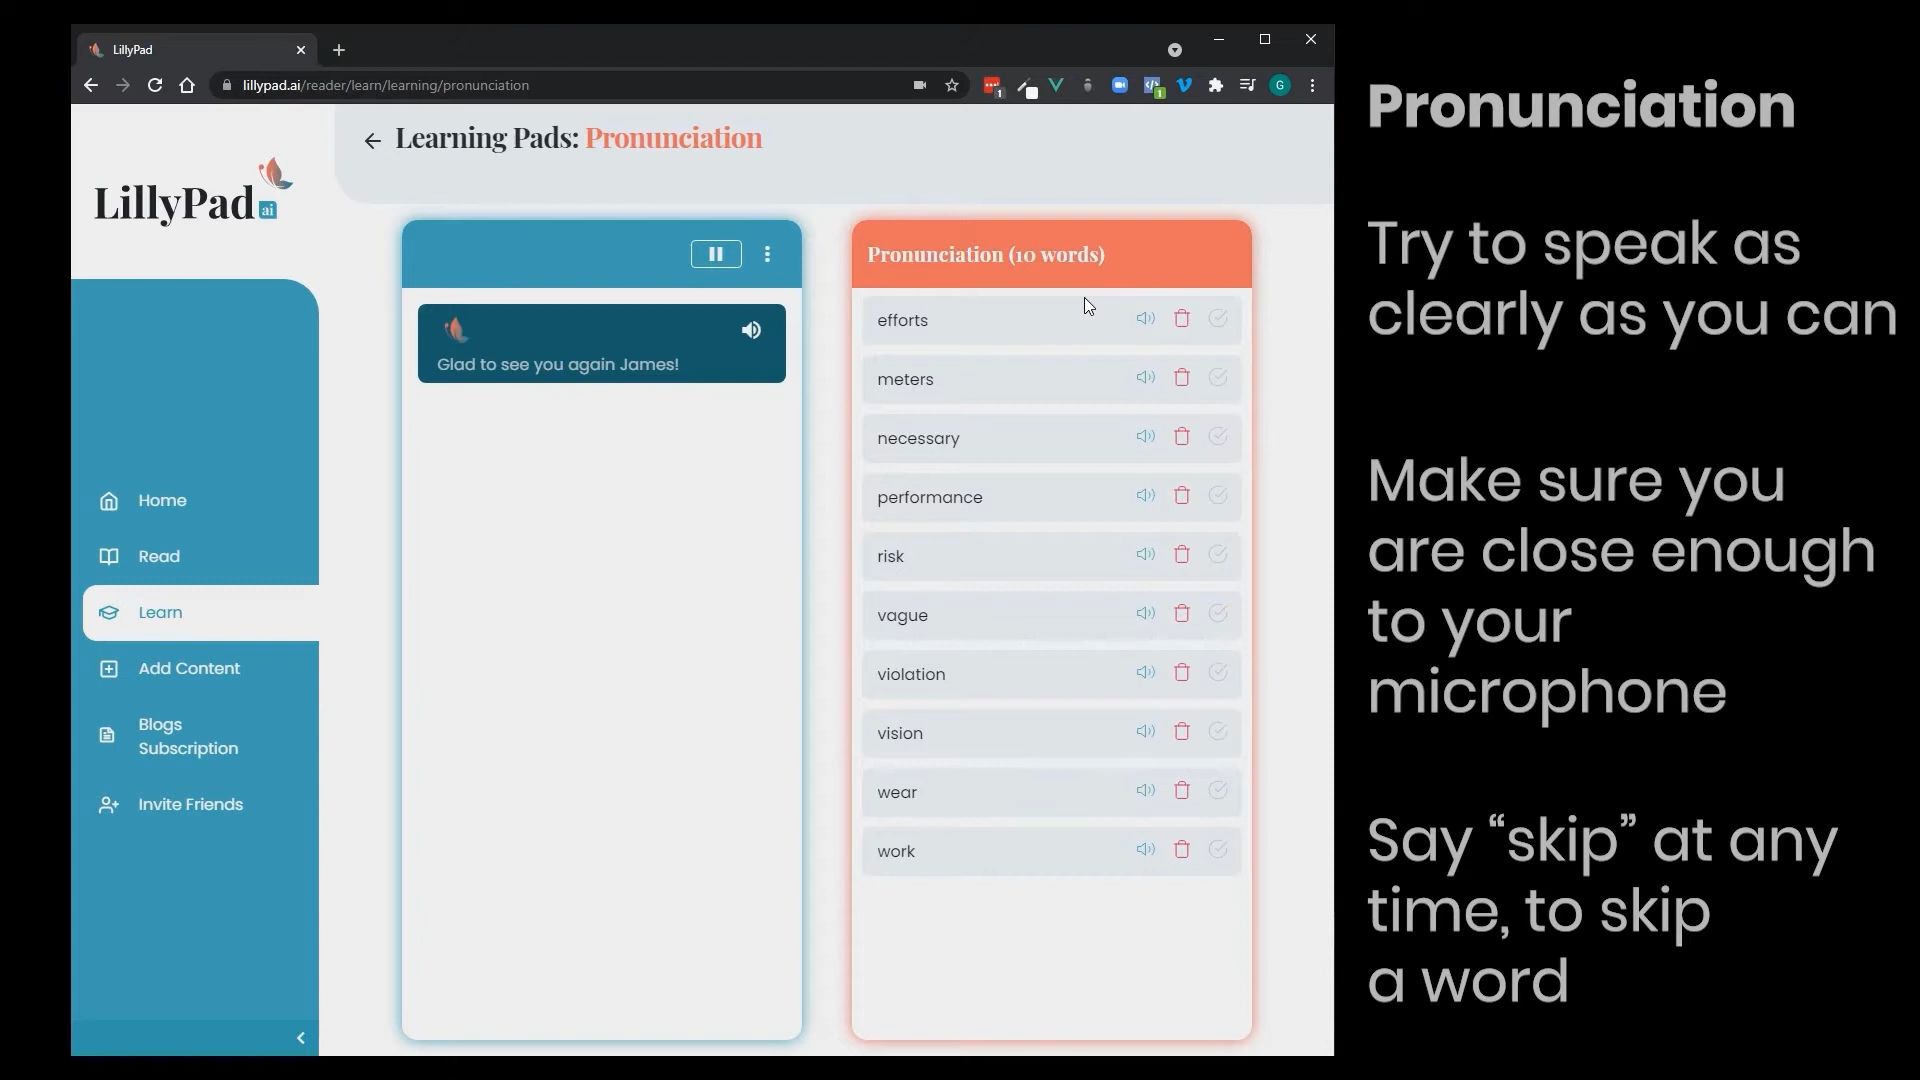 LillyPad
lillypad.ai/reader/learn/learning/pronunciation
1
1
G
Learning Pads: Pronunciation
LillyPad ai
Home
Read
Learn
Add Content
Blogs
Subscription
Invite Friends
Glad to see you again James!
Pronunciation (10 words)
efforts
meters
necessary
performance
risk
vague
violation
vision
wear
work
Pronunciation
Try to speak as
clearly as you can
Make sure you
are close enough
to your
microphone
Say “skip” at any
time, to skip
a word